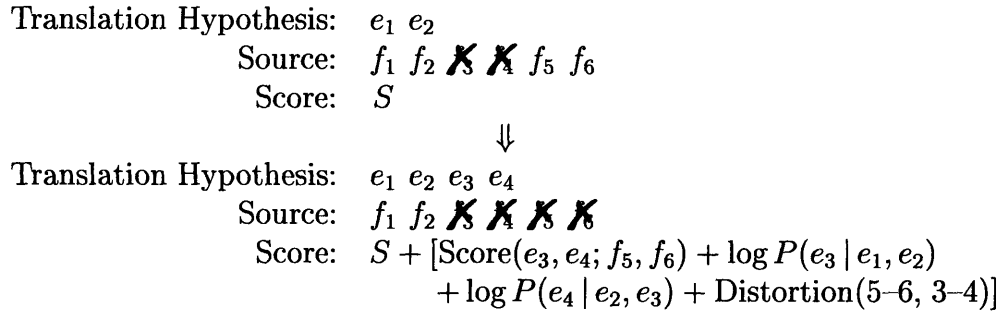 Translation Hypothesis: e₁ e₂
Source: f₁ f₂ f₃ f₄ f₅ f₆
Score: S
⇓
Translation Hypothesis: e₁ e₂ e₃ e₄
Source: f₁ f₂ f₃ f₄ f₅ f₆
Score: S + [Score(e₃, e₄; f₅, f₆) + log P(e₃ | e₁, e₂)
+ log P(e₄ | e₂, e₃) + Distortion(5–6, 3–4)]